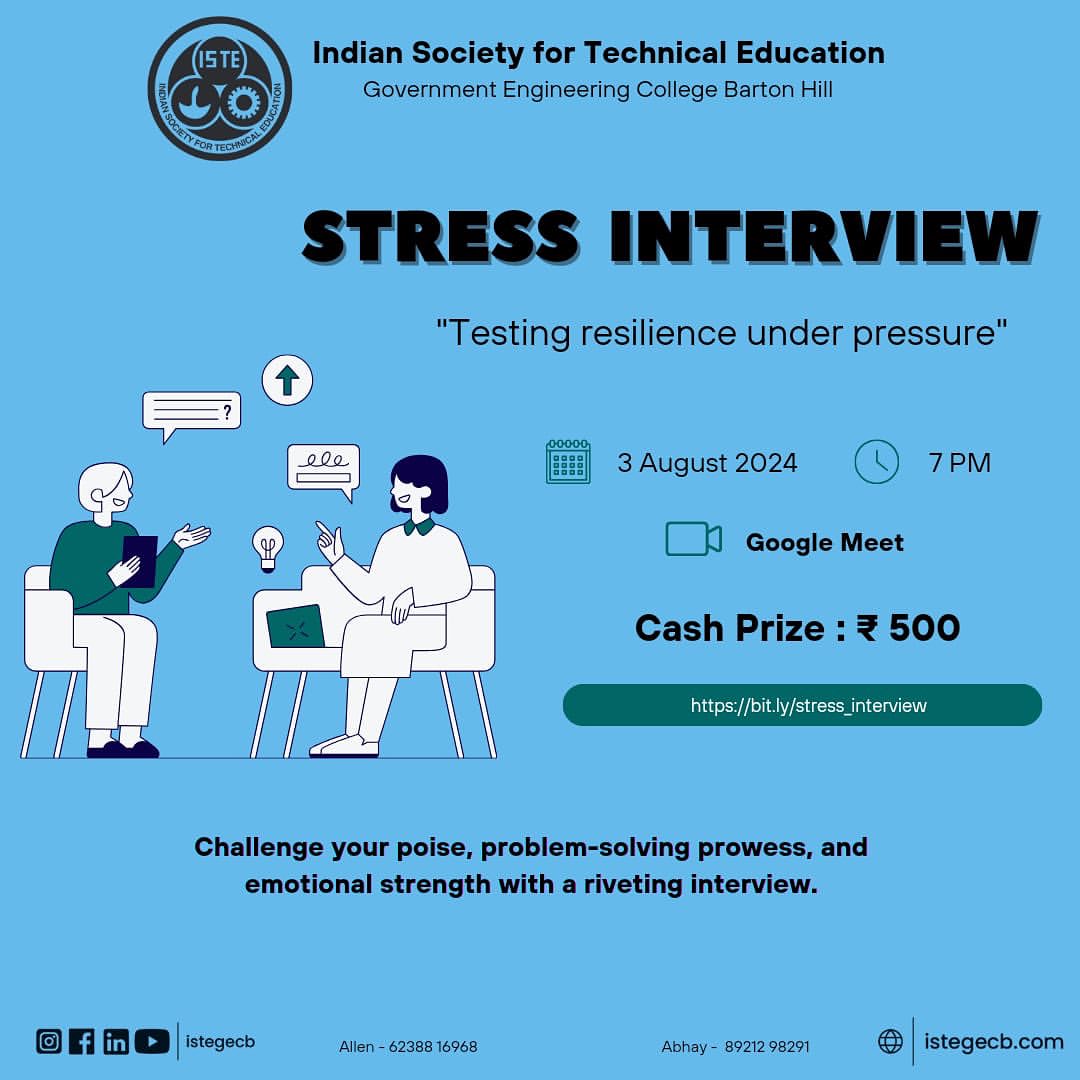 ISTE
INDIAN SOCIETY FOR TECHNICAL EDUCATION
Indian Society for Technical Education
Government Engineering College Barton Hill
STRESS INTERVIEW
"Testing resilience under pressure"
?
3 August 2024
7 PM
Google Meet
Cash Prize : ₹ 500
https://bit.ly/stress_interview
Challenge your poise, problem-solving prowess, and
emotional strength with a riveting interview.
istegecb
Allen - 62388 16968
Abhay - 89212 98291
istegecb.com